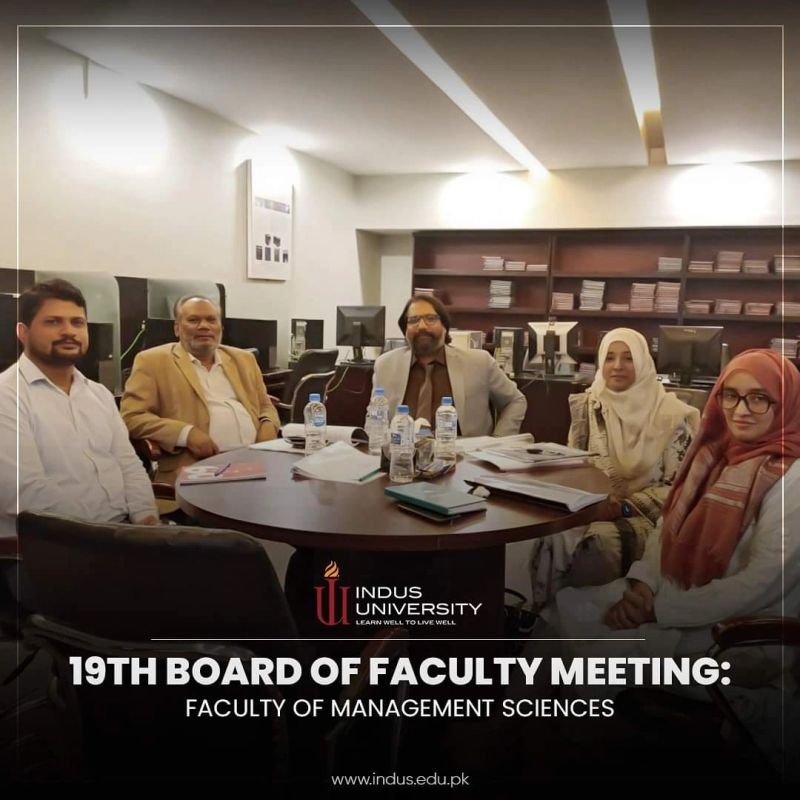 INDUS
UNIVERSITY
LEARN WELL TO LIVE WELL
19TH BOARD OF FACULTY MEETING:
FACULTY OF MANAGEMENT SCIENCES
www.indus.edu.pk